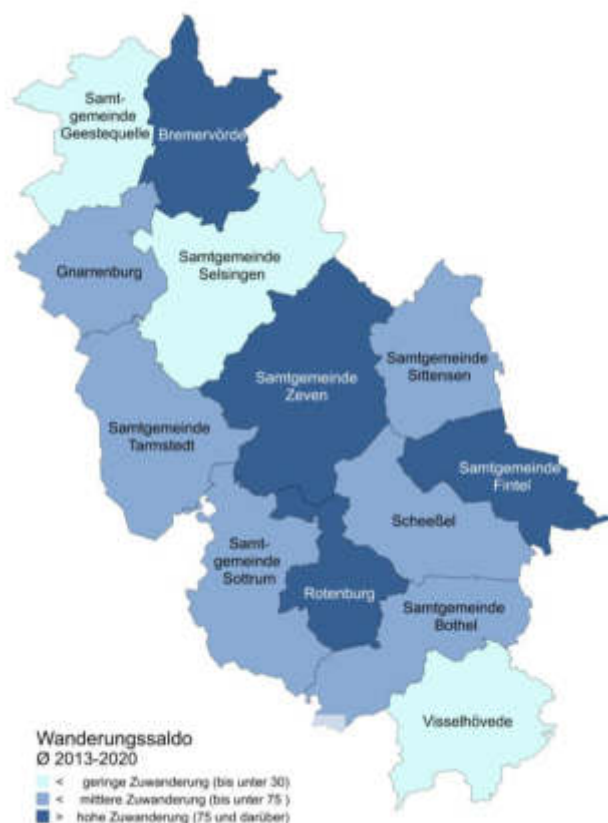 Samt-
gemeinde
Geestequelle
Bremervörde
Samtgemeinde
Selsingen
Gnarrenburg
Samtgemeinde
Sittensen
Samtgemeinde
Zeven
Samtgemeinde
Tarmstedt
Samtgemeinde
Fintel
Scheeßel
Samt-
gemeinde
Sottrum
Rotenburg
Samtgemeinde
Bothel
Visselhövede
Wanderungssaldo
Ø 2013-2020
< geringe Zuwanderung (bis unter 30)
< mittlere Zuwanderung (bis unter 75 )
> hohe Zuwanderung (75 und darüber)